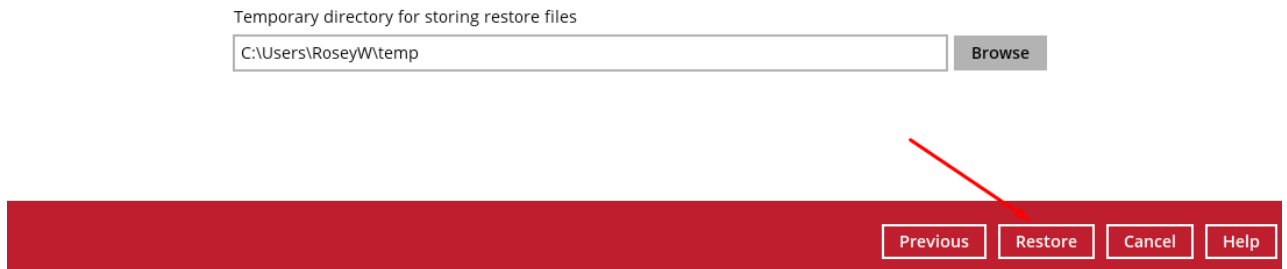 Temporary directory for storing restore files
C:\Users\RoseyW\temp Browse
Previous Restore Cancel Help